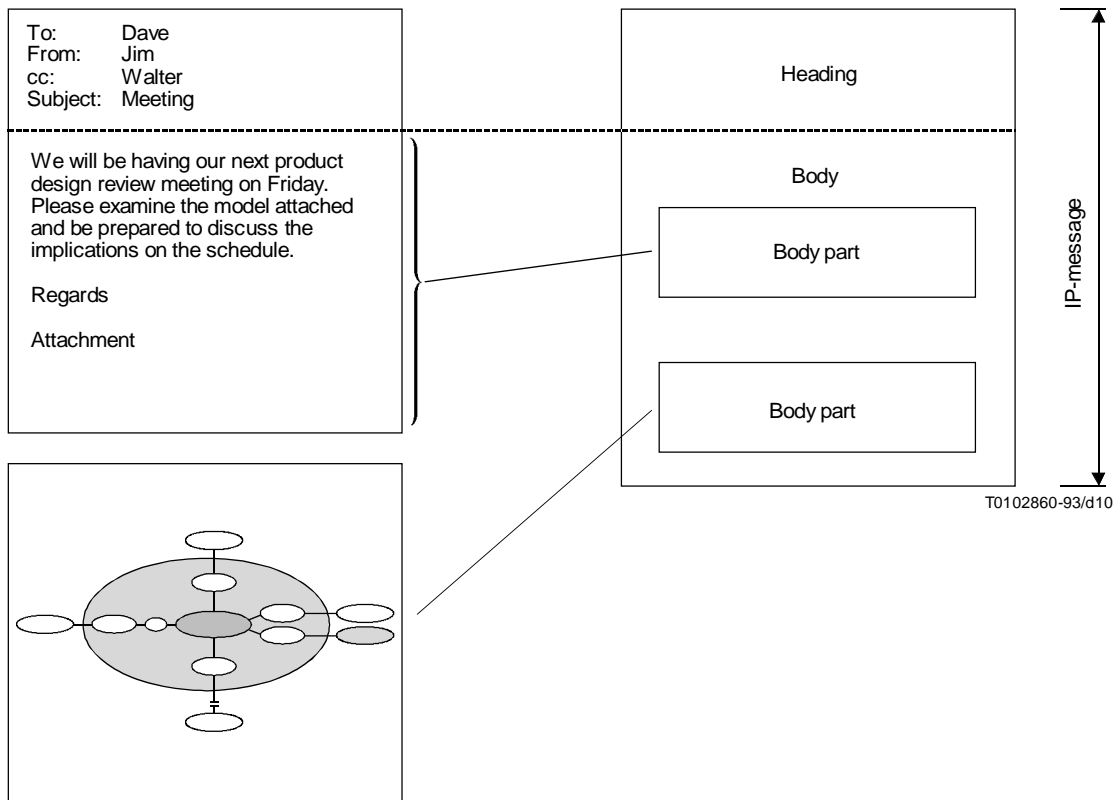 To: Dave
From: Jim
cc: Walter
Subject: Meeting
We will be having our next product
design review meeting on Friday.
Please examine the model attached
and be prepared to discuss the
implications on the schedule.
Regards
Attachment
Heading
Body
Body part
Body part
IP-message
T0102860-93/d10